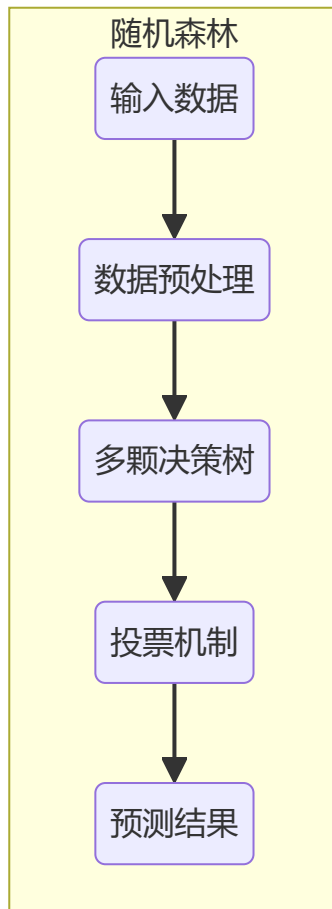 随机森林
输入数据
数据预处理
多颗决策树
投票机制
预测结果